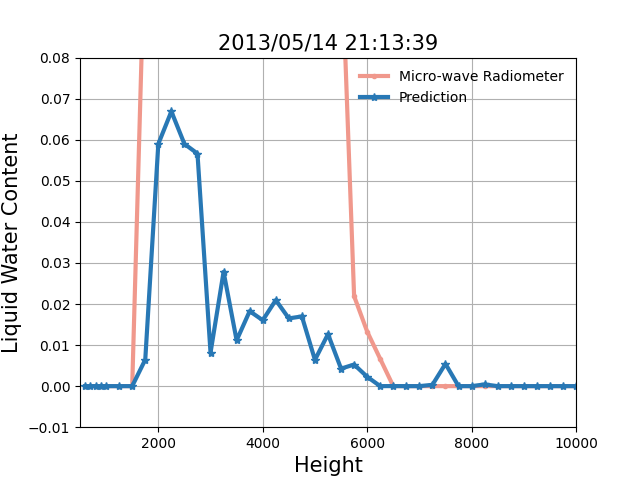 2013/05/14 21:13:39
Micro-wave Radiometer
Prediction
Liquid Water Content
0.08
0.07
0.06
0.05
0.04
0.03
0.02
0.01
0.00
−0.01
2000 4000 6000 8000 10000
Height